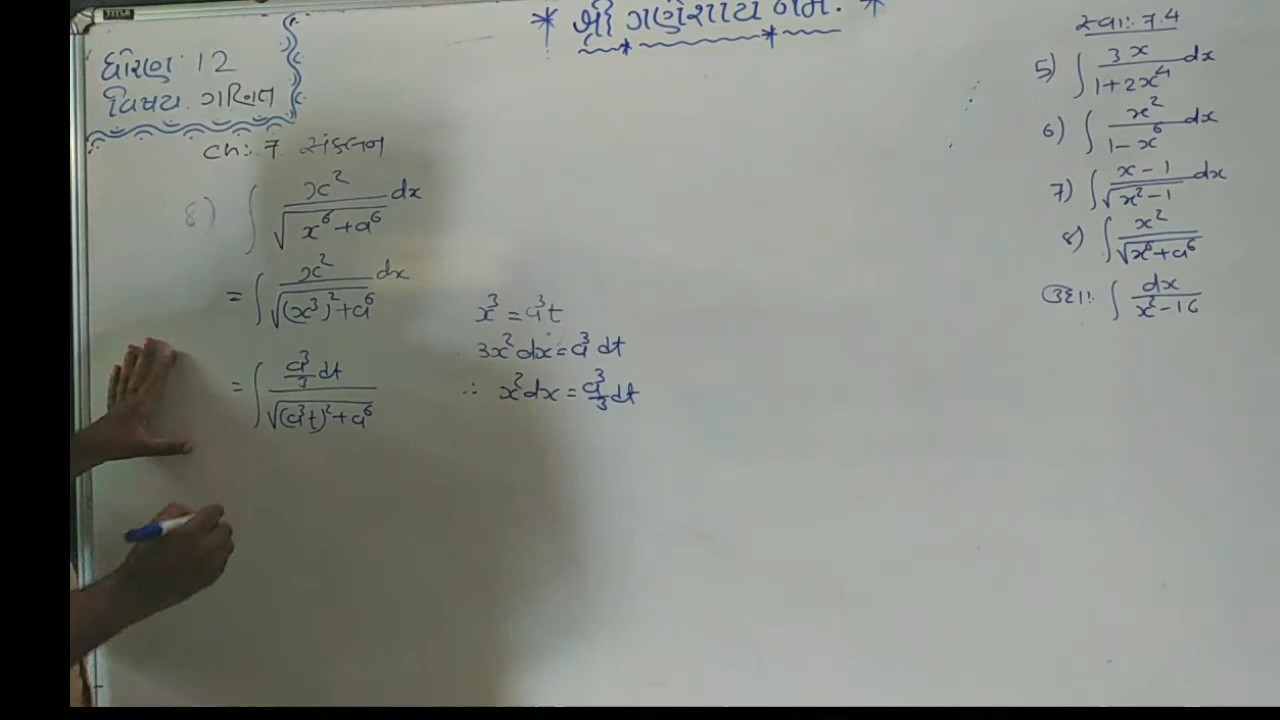 * શ્રી ગણેશાય નમ: *
ધોરણ: 12
વિષય: ગણિત
ch: 7 સંકલન
8) ∫ x²/√(x⁶+a⁶) dx
= ∫ x²/√((x³)²+a⁶) dx
= ∫ (a³/3 dt)/√((a³t)²+a⁶)
x³ = a³t
3x²dx = a³dt
∴ x²dx = a³/3 dt
સ્વા: 7.4
5) ∫ 3x/(1+2x⁴) dx
6) ∫ x²/(1-x⁶) dx
7) ∫ (x-1)/√(x²-1) dx
8) ∫ x²/√(x⁶+a⁶)
ઉદા: ∫ dx/(x²-16)